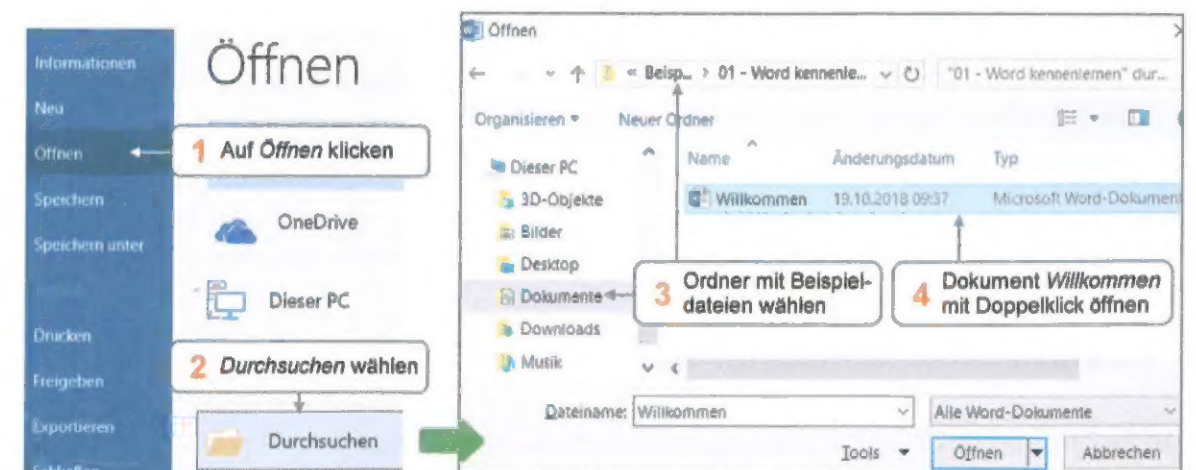 Informationen
Neu
Öffnen
Speichern
Speichern unter
Drucken
Freigeben
Exportieren
Öffnen
1 Auf Öffnen klicken
OneDrive
Dieser PC
2 Durchsuchen wählen
Durchsuchen
Öffnen
« Beisp... > 01 - Word kennenle...
"01 - Word kennenlernen" dur...
Organisieren
Neuer Ordner
Name Änderungsdatum Typ
Willkommen 19.10.2018 09:37 Microsoft Word-Dokument
Dieser PC
3D-Objekte
Bilder
Desktop
Dokumente
Downloads
Musik
3 Ordner mit Beispiel-
dateien wählen
4 Dokument Willkommen
mit Doppelklick öffnen
Dateiname: Willkommen
Alle Word-Dokumente
Tools
Öffnen
Abbrechen